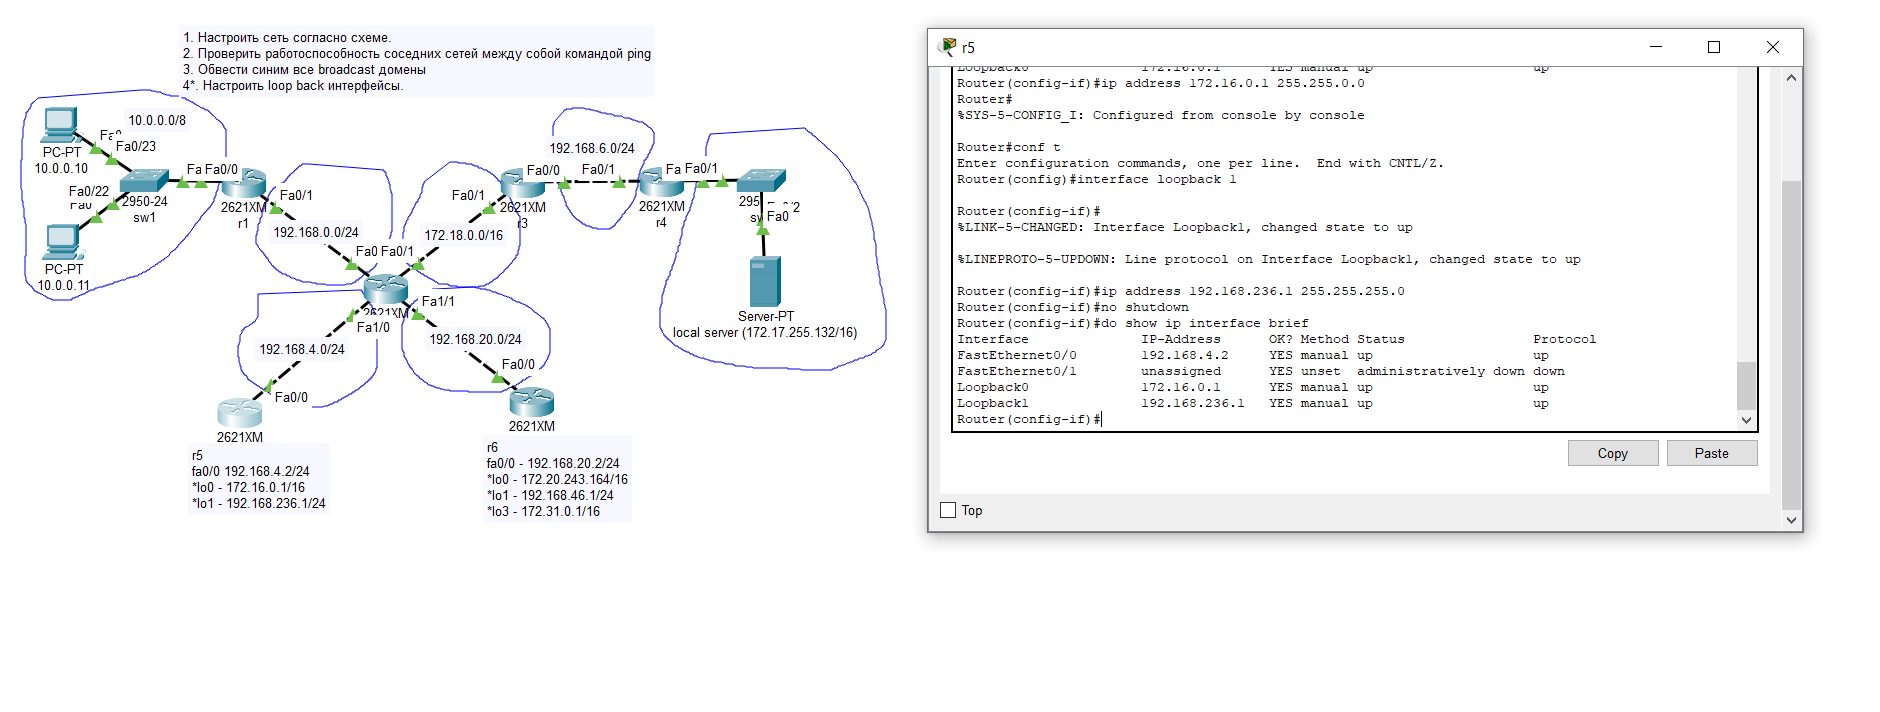 1. Настроить сеть согласно схеме.
2. Проверить работоспособность соседних сетей между собой командой ping
3. Обвести синим все broadcast домены
4*. Настроить loop back интерфейсы.
10.0.0.0/8
Fa0/23
PC-PT
10.0.0.10
Fa0/22
Fa0
2950-24
sw1
PC-PT
10.0.0.11
Fa
Fa0/0
2621XM
r1
Fa0/1
192.168.0.0/24
Fa0
Fa0/1
172.18.0.0/16
Fa0/1
2621XM
r3
Fa0/0
192.168.6.0/24
Fa0/1
2621XM
r4
Fa
Fa0/1
Fa0
Server-PT
local server (172.17.255.132/16)
2621XM
Fa1/0
Fa1/1
192.168.4.0/24
192.168.20.0/24
Fa0/0
Fa0/0
2621XM
2621XM
r5
fa0/0 192.168.4.2/24
*lo0 - 172.16.0.1/16
*lo1 - 192.168.236.1/24
r6
fa0/0 - 192.168.20.2/24
*lo0 - 172.20.243.164/16
*lo1 - 192.168.46.1/24
*lo3 - 172.31.0.1/16
r5
Loopback0 172.16.0.1 YES manual up up
Router(config-if)#ip address 172.16.0.1 255.255.0.0
Router#
%SYS-5-CONFIG_I: Configured from console by console
Router#conf t
Enter configuration commands, one per line. End with CNTL/Z.
Router(config)#interface loopback 1
Router(config-if)#
%LINK-5-CHANGED: Interface Loopback1, changed state to up
%LINEPROTO-5-UPDOWN: Line protocol on Interface Loopback1, changed state to up
Router(config-if)#ip address 192.168.236.1 255.255.255.0
Router(config-if)#no shutdown
Router(config-if)#do show ip interface brief
Interface IP-Address OK? Method Status Protocol
FastEthernet0/0 192.168.4.2 YES manual up up
FastEthernet0/1 unassigned YES unset administratively down down
Loopback0 172.16.0.1 YES manual up up
Loopback1 192.168.236.1 YES manual up up
Router(config-if)#
Copy
Paste
Top